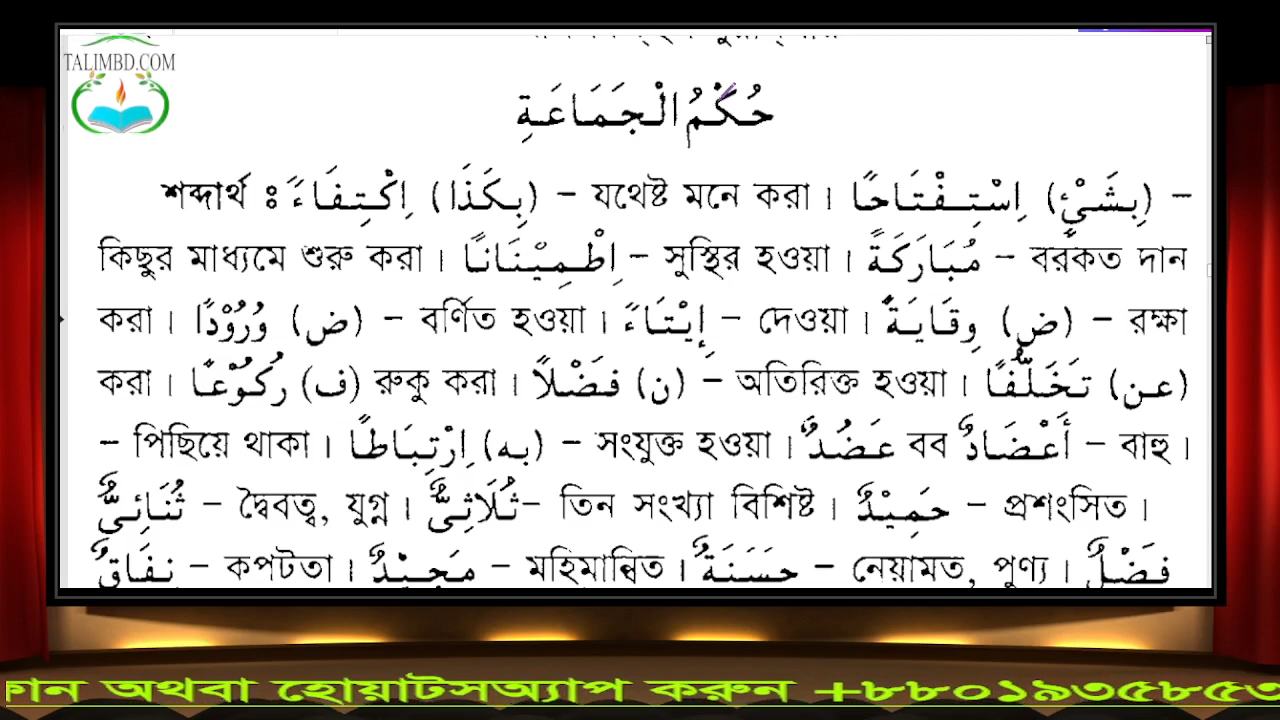 TALIMBD.COM
حُكْمُ الْجَمَاعَةِ
শব্দার্থ ঃ اِكْتِفَاءً (بِكَذَا) – যথেষ্ট মনে করা। اِسْتِفْتَاحًا (بِشَيْئٍ) –
কিছুর মাধ্যমে শুরু করা। اِطْمِيْنَانًا – সুস্থির হওয়া। مُبَارَكَةً – বরকত দান
করা। وُرُوْدًا (ض) – বর্ণিত হওয়া। إِيْتَاءً – দেওয়া। وِقَايَةً (ض) – রক্ষা
করা। رُكُوْعًا (ف) রুকু করা। فَضْلًا (ن) – অতিরিক্ত হওয়া। تَخَلُّفًا (عن)
– পিছিয়ে থাকা। اِرْتِبَاطًا (به) – সংযুক্ত হওয়া। عَضُدٌ বব أَعْضَادٌ – বাহু।
ثُنَائِيٌّ – দ্বৈবত্ব, যুগ্ন। ثُلَاثِيٌّ – তিন সংখ্যা বিশিষ্ট। حَمِيْدٌ – প্রশংসিত।
نِفَاقٌ – কপটতা। مَجِيْدٌ – মহিমান্বিত। حَسَنَةٌ – নেয়ামত, পুণ্য। فَضْلٌ
অথবা হোয়াটসঅ্যাপ করুন +৮৮০১৯৩৫৮৫৩